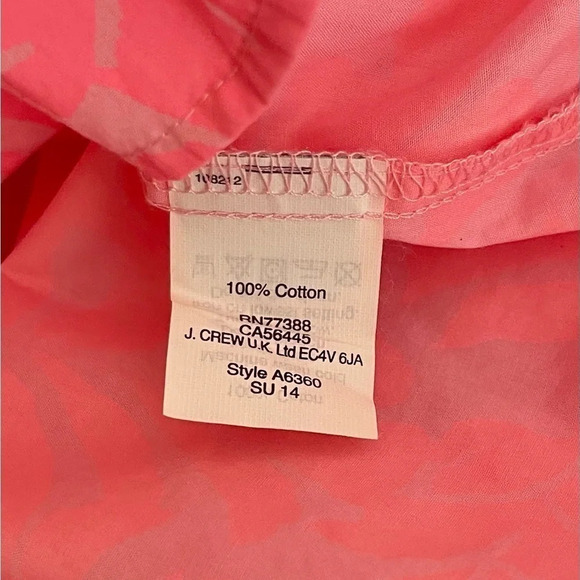 108212
100% Cotton
RN77388
CA56445
J. CREW U.K. Ltd EC4V 6JA
Style A6360
SU 14